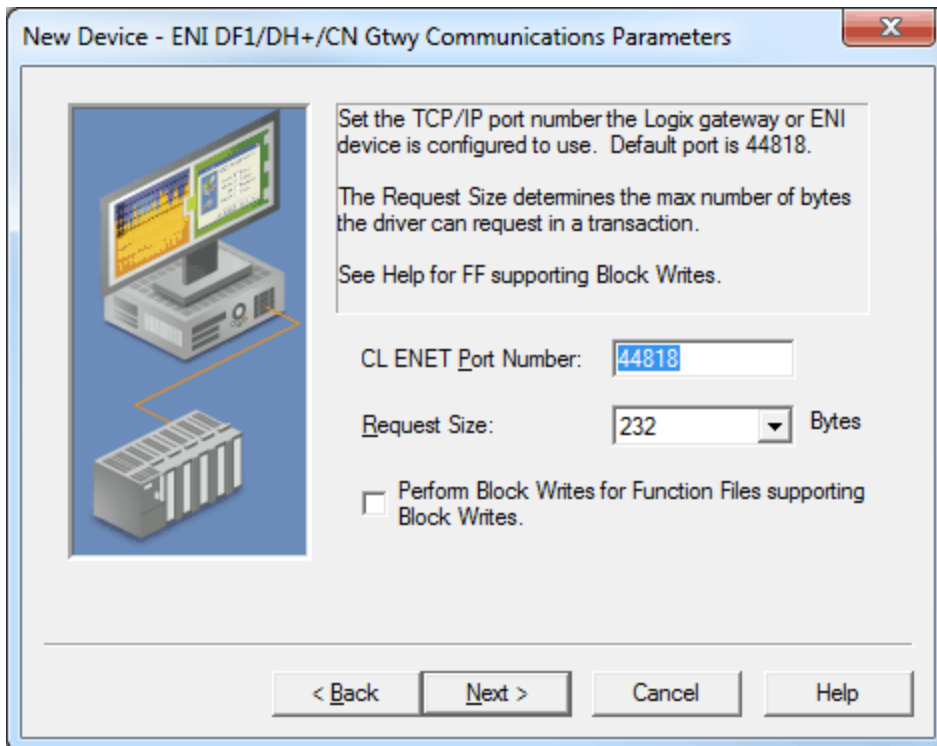 New Device - ENI DF1/DH+/CN Gtwy Communications Parameters
Set the TCP/IP port number the Logix gateway or ENI
device is configured to use.  Default port is 44818.
The Request Size determines the max number of bytes
the driver can request in a transaction.
See Help for FF supporting Block Writes.
CL ENET Port Number: 44818
Request Size: 232 Bytes
Perform Block Writes for Function Files supporting
Block Writes.
< Back Next > Cancel Help